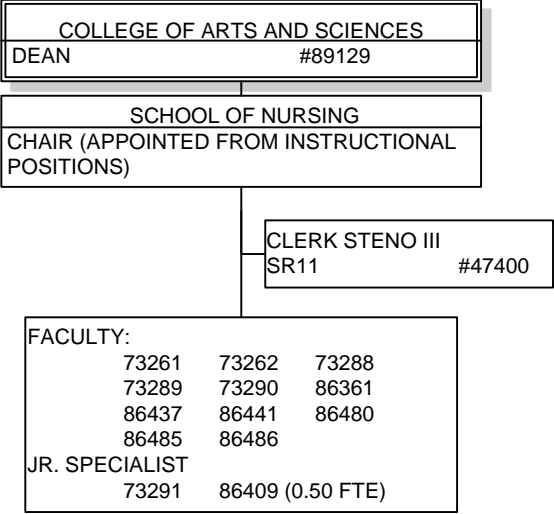 COLLEGE OF ARTS AND SCIENCES
DEAN #89129
SCHOOL OF NURSING
CHAIR (APPOINTED FROM INSTRUCTIONAL
POSITIONS)
CLERK STENO III
SR11 #47400
FACULTY:
73261 73262 73288
73289 73290 86361
86437 86441 86480
86485 86486
JR. SPECIALIST
73291 86409 (0.50 FTE)